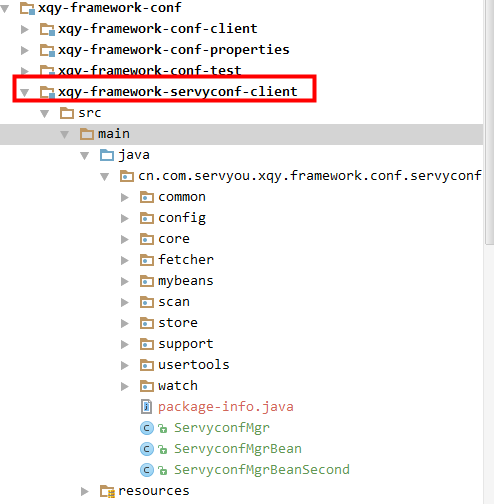 xqy-framework-conf
xqy-framework-conf-client
xqy-framework-conf-properties
xqy-framework-conf-test
xqy-framework-servyconf-client
src
main
java
cn.com.servyou.xqy.framework.conf.servyconf
common
config
core
fetcher
mybeans
scan
store
support
usertools
watch
package-info.java
ServyconfMgr
ServyconfMgrBean
ServyconfMgrBeanSecond
resources